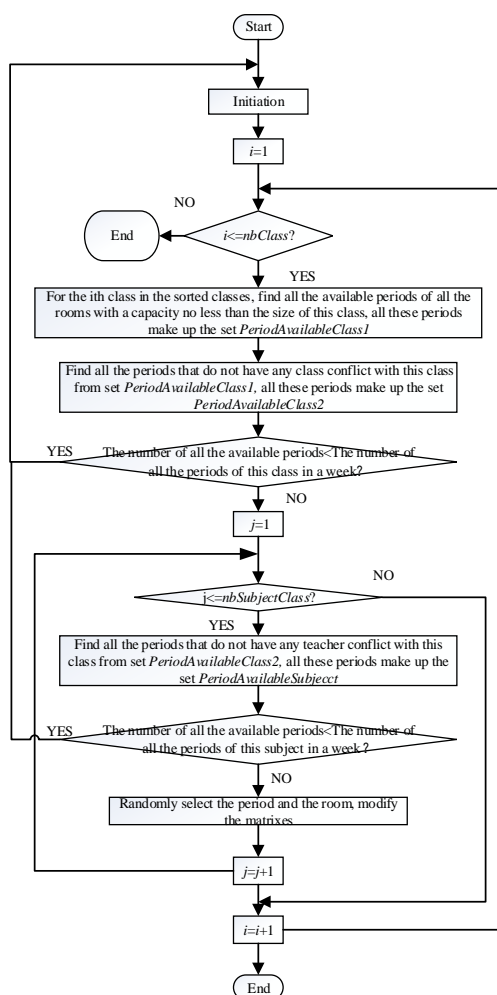 Start
Initiation
i=1
NO
End
i<=nbClass?
YES
For the ith class in the sorted classes, find all the available periods of all the
rooms with a capacity no less than the size of this class, all these periods
make up the set PeriodAvailableClass1
Find all the periods that do not have any class conflict with this class
from set PeriodAvailableClass1, all these periods make up the set
PeriodAvailableClass2
YES
The number of all the available periods<The number of
all the periods of this class in a week?
NO
j=1
NO
j<=nbSubjectClass?
YES
Find all the periods that do not have any teacher conflict with this
class from set PeriodAvailableClass2, all these periods make up the
set PeriodAvailableSubjecct
YES
The number of all the available periods<The number of
all the periods of this subject in a week?
NO
Randomly select the period and the room, modify
the matrixes
j=j+1
i=i+1
End